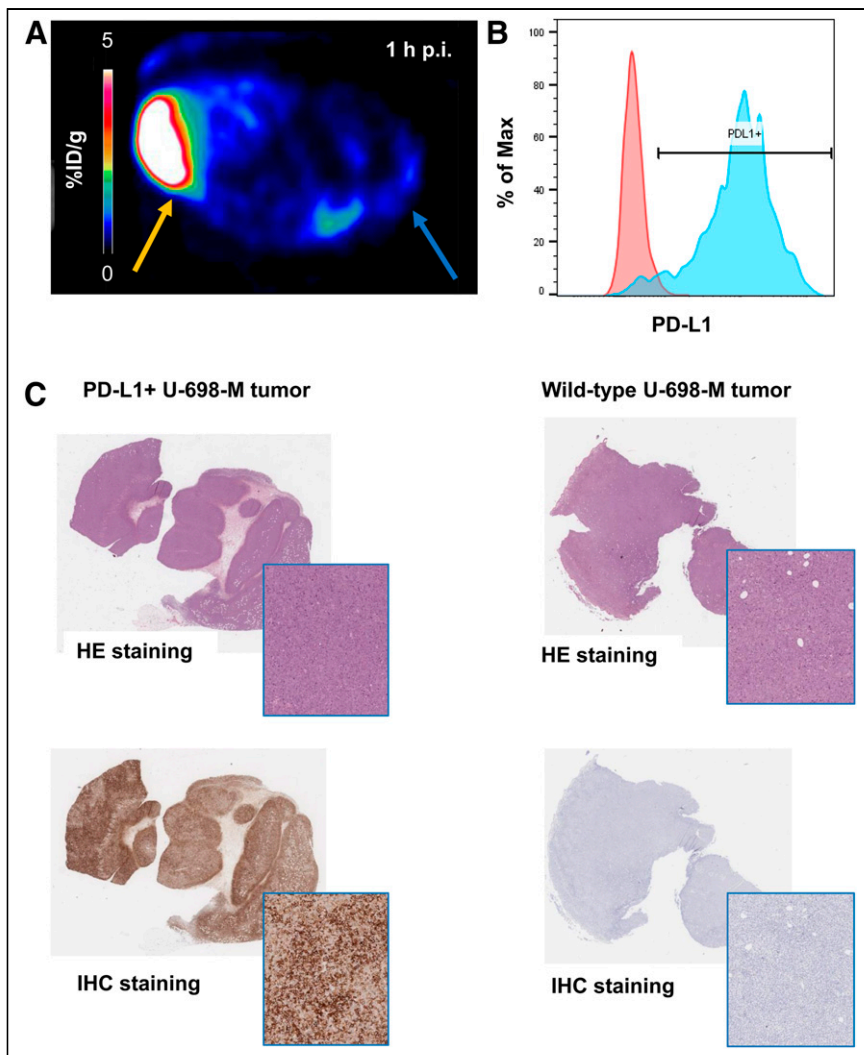 A
5
1 h p.i.
%ID/g
0
B
100
80
60
40
20
0
% of Max
PDL1+
PD-L1
C
PD-L1+ U-698-M tumor
Wild-type U-698-M tumor
HE staining
HE staining
IHC staining
IHC staining